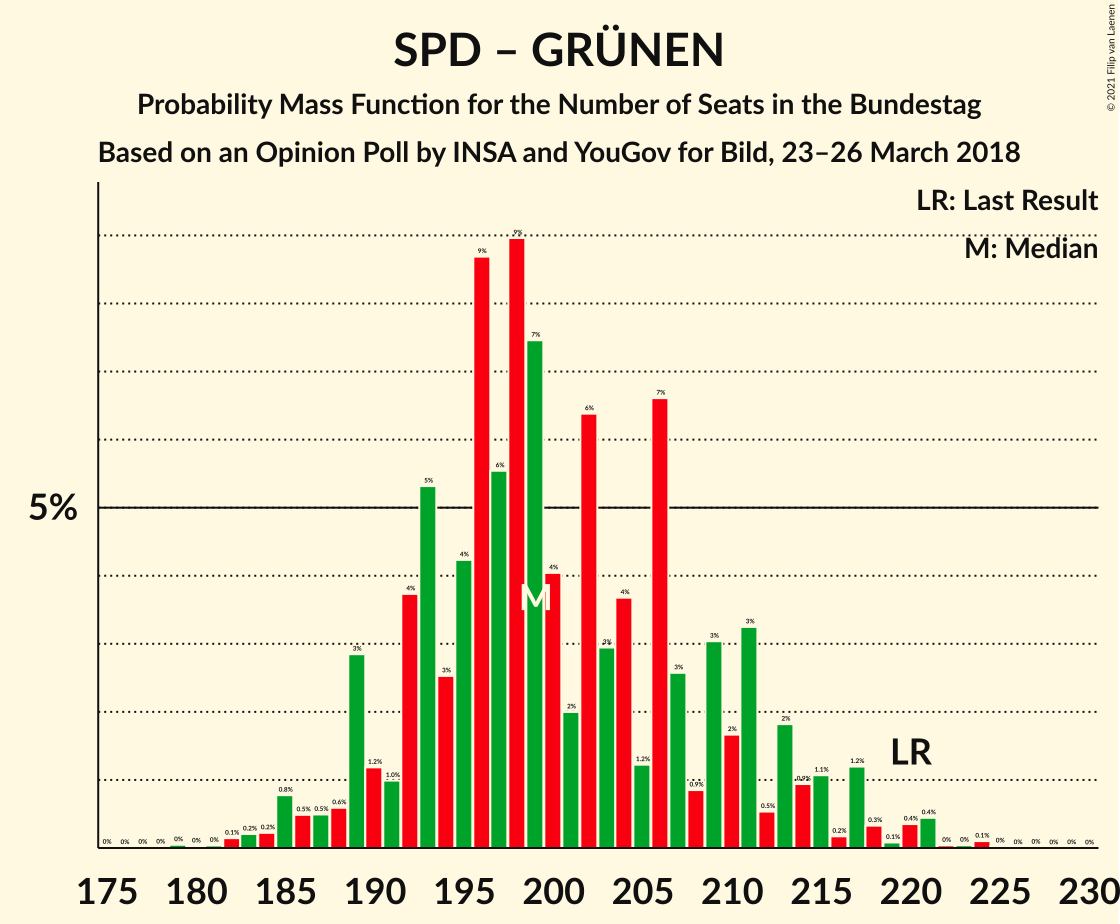 SPD – GRÜNEN
Probability Mass Function for the Number of Seats in the Bundestag
Based on an Opinion Poll by INSA and YouGov for Bild, 23–26 March 2018
© 2021 Filip van Laenen
LR: Last Result
M: Median
5%
0% 0% 0% 0% 0% 0% 0% 0.1% 0.2% 0.2% 0.8% 0.5% 0.5% 0.6% 3% 1.2% 1.0% 4% 5% 3% 4% 9% 6% 9% 7% 4% 2% 6% 3% 4% 1.2% 7% 3% 0.9% 3% 2% 3% 0.5% 2% 0.9% 1.1% 0.2% 1.2% 0.3% 0.1% 0.4% 0.4% 0% 0% 0.1% 0% 0% 0% 0% 0% 0%
M
LR
175 180 185 190 195 200 205 210 215 220 225 230